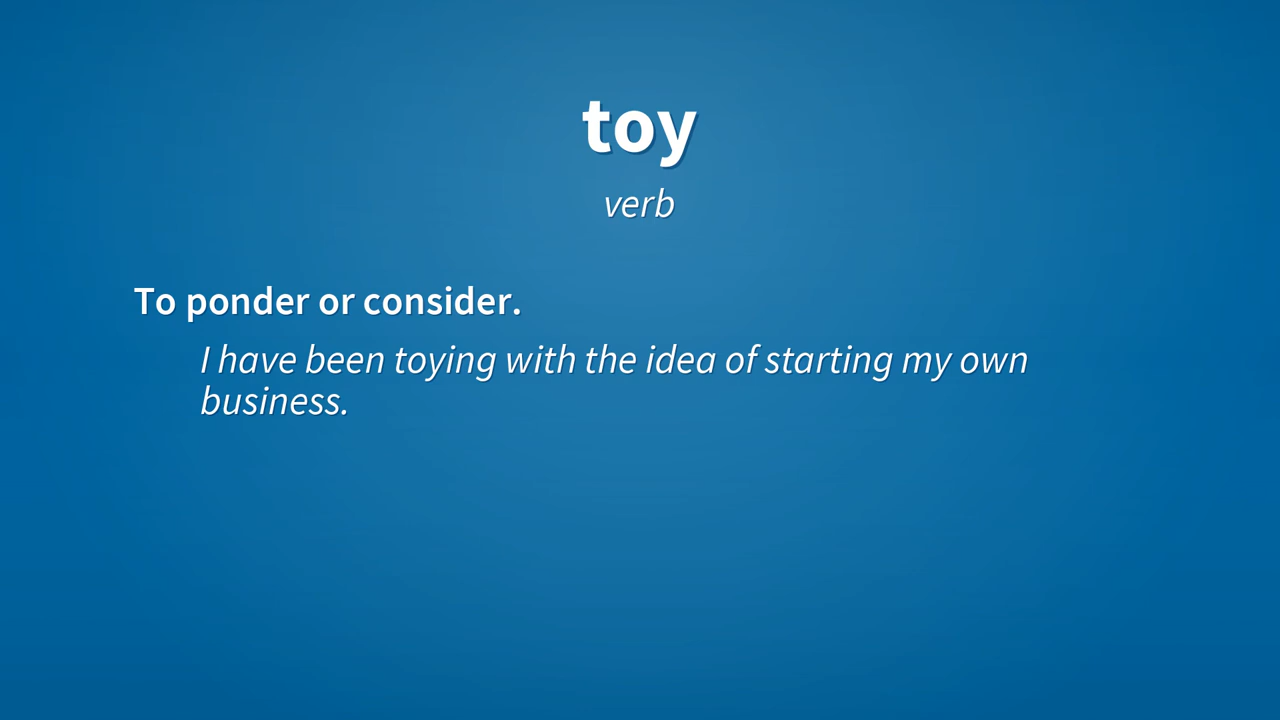 toy
verb
To ponder or consider.
I have been toying with the idea of starting my own
business.